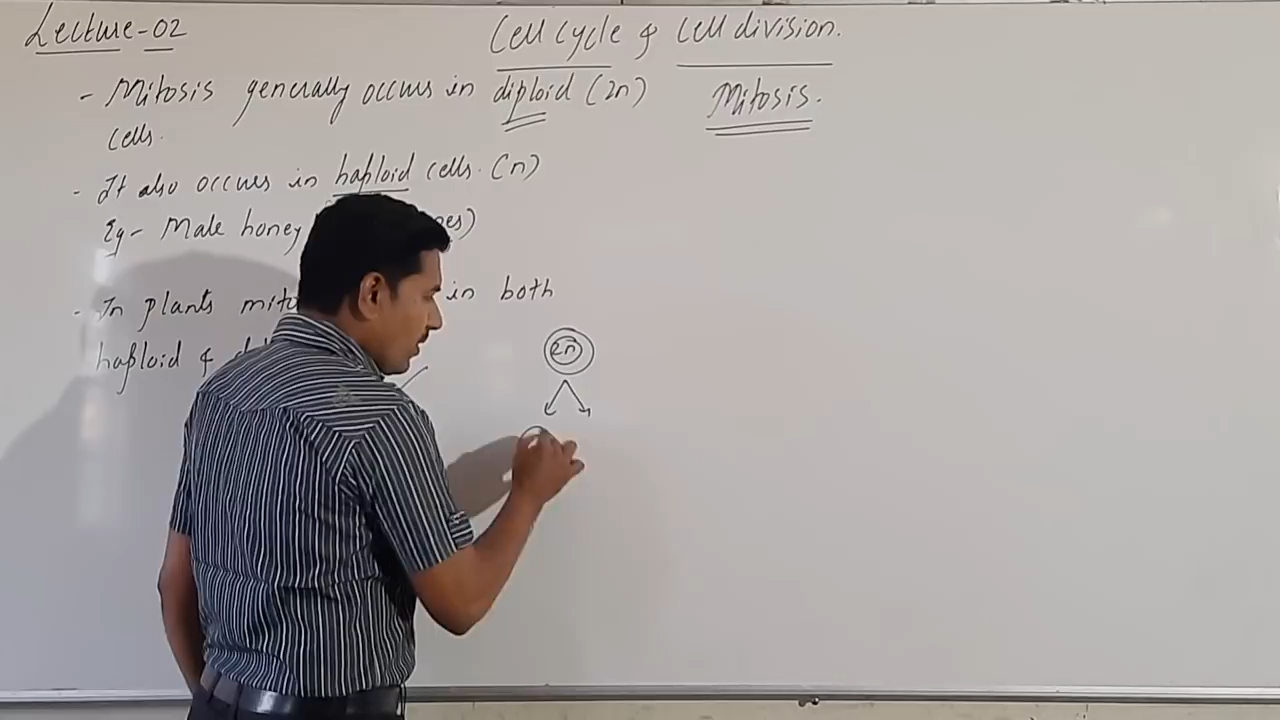 Lecture-02
Cell cycle & Cell division.
- Mitosis generally occurs in diploid (2n)
cells.
Mitosis.
- It also occurs in haploid cells. (n)
Eg- Male honey
- In plants in both
haploid &
2n